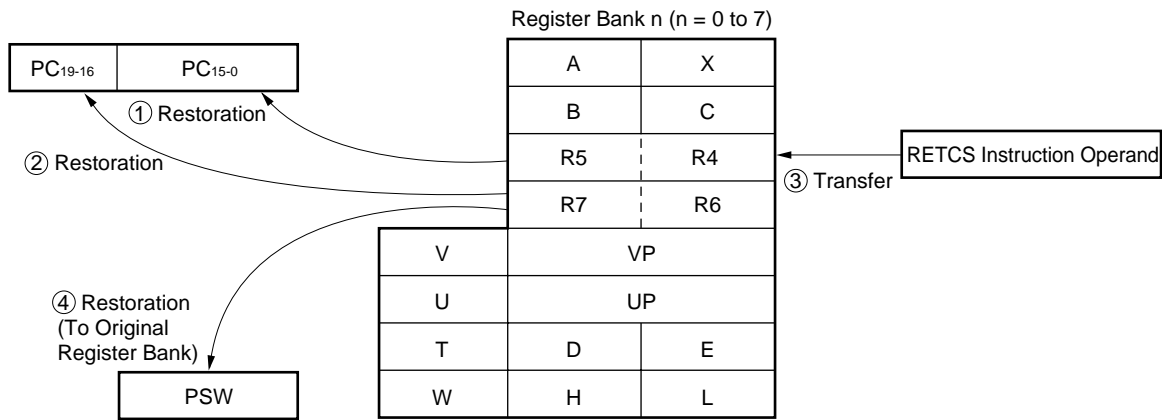 Register Bank n (n = 0 to 7)
PC19-16 PC15-0
A X
① Restoration
B C
② Restoration
R5 R4
RETCS Instruction Operand
③ Transfer
R7 R6
V VP
④ Restoration
(To Original
Register Bank)
U UP
T D E
PSW
W H L